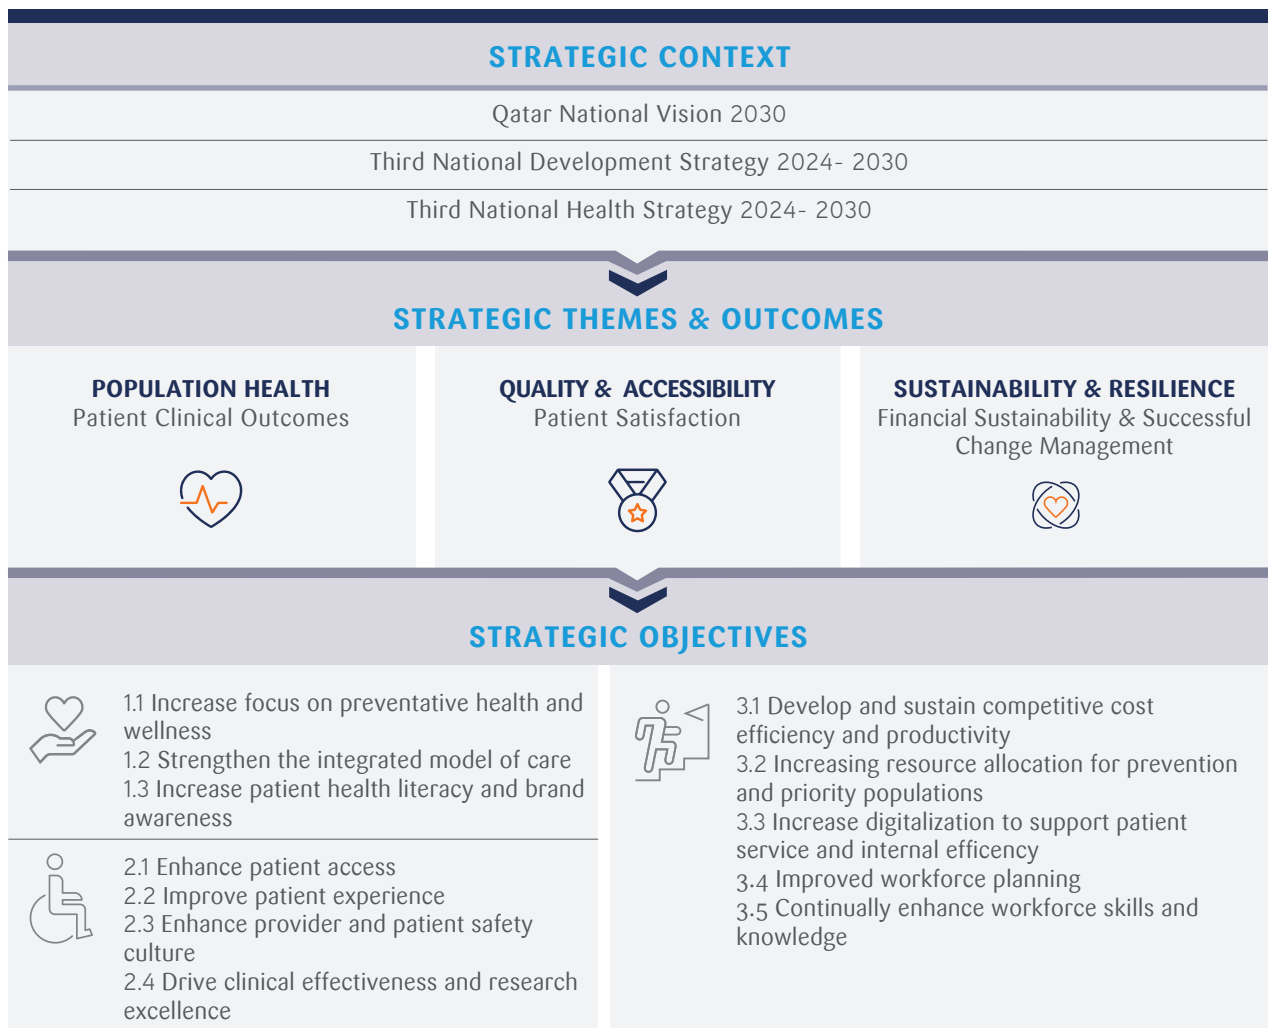 STRATEGIC CONTEXT
Qatar National Vision 2030
Third National Development Strategy 2024- 2030
Third National Health Strategy 2024- 2030
STRATEGIC THEMES & OUTCOMES
POPULATION HEALTH
Patient Clinical Outcomes
QUALITY & ACCESSIBILITY
Patient Satisfaction
SUSTAINABILITY & RESILIENCE
Financial Sustainability & Successful
Change Management
STRATEGIC OBJECTIVES
1.1 Increase focus on preventative health and
wellness
1.2 Strengthen the integrated model of care
1.3 Increase patient health literacy and brand
awareness
2.1 Enhance patient access
2.2 Improve patient experience
2.3 Enhance provider and patient safety
culture
2.4 Drive clinical effectiveness and research
excellence
3.1 Develop and sustain competitive cost
efficiency and productivity
3.2 Increasing resource allocation for prevention
and priority populations
3.3 Increase digitalization to support patient
service and internal efficency
3.4 Improved workforce planning
3.5 Continually enhance workforce skills and
knowledge